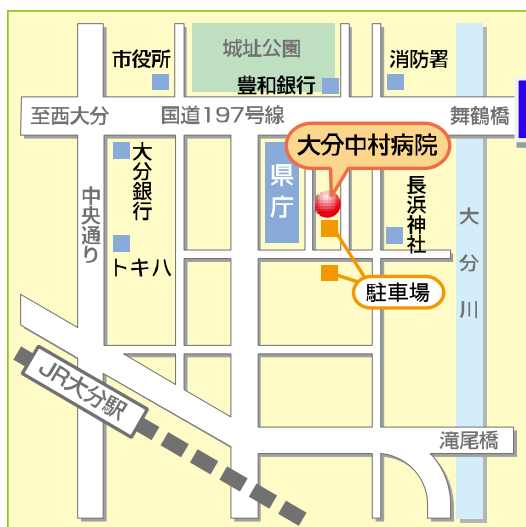 城址公園
市役所
消防署
豊和銀行
至西大分
国道197号線
舞鶴橋
大分中村病院
大分銀行
県庁
長浜神社
中央通り
大分川
トキハ
駐車場
JR大分駅
滝尾橋